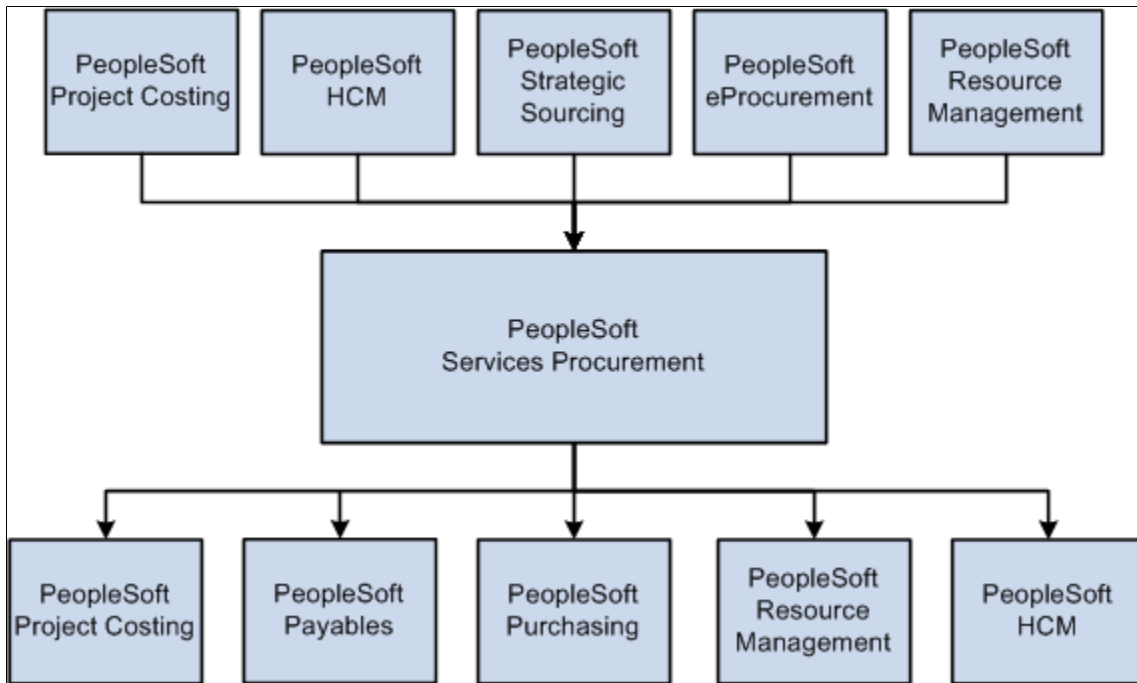 PeopleSoft
Project Costing
PeopleSoft
HCM
PeopleSoft
Strategic
Sourcing
PeopleSoft
eProcurement
PeopleSoft
Resource
Management
PeopleSoft
Services Procurement
PeopleSoft
Project Costing
PeopleSoft
Payables
PeopleSoft
Purchasing
PeopleSoft
Resource
Management
PeopleSoft
HCM